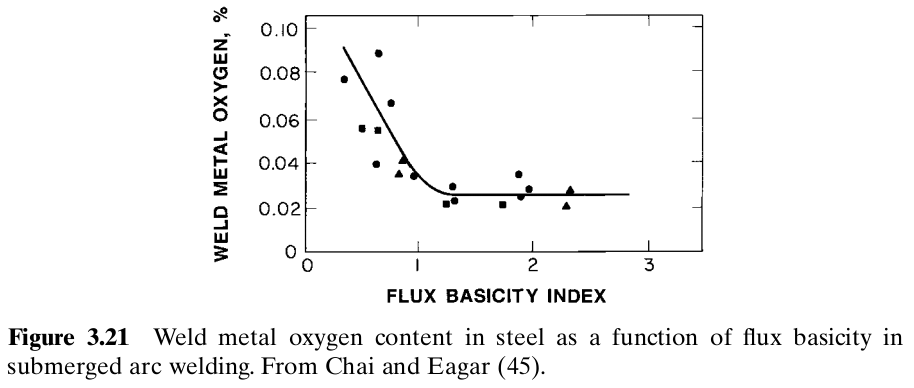 WELD METAL OXYGEN, %
0.10
0.08
0.06
0.04
0.02
0
0 1 2 3
FLUX BASICITY INDEX
Figure 3.21 Weld metal oxygen content in steel as a function of flux basicity in
submerged arc welding. From Chai and Eagar (45).